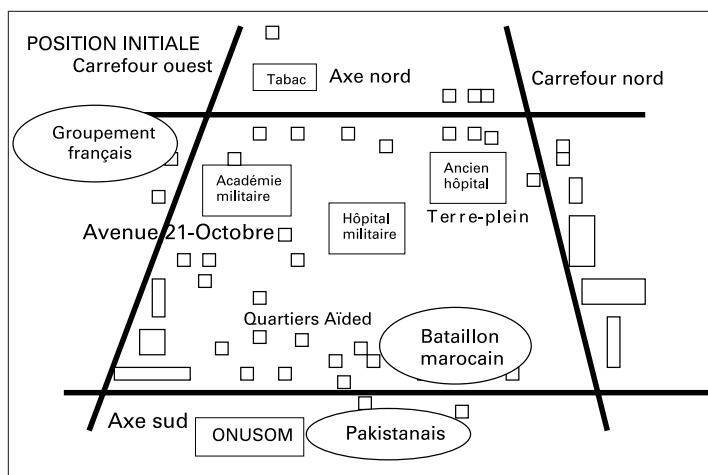 POSITION INITIALE
Carrefour ouest
Tabac
Axe nord
Carrefour nord
Groupement
français
Académie
militaire
Ancien
hôpital
Hôpital
militaire
Terre-plein
Avenue 21-Octobre
Quartiers Aïded
Bataillon
marocain
Axe sud
ONUSOM
Pakistanais